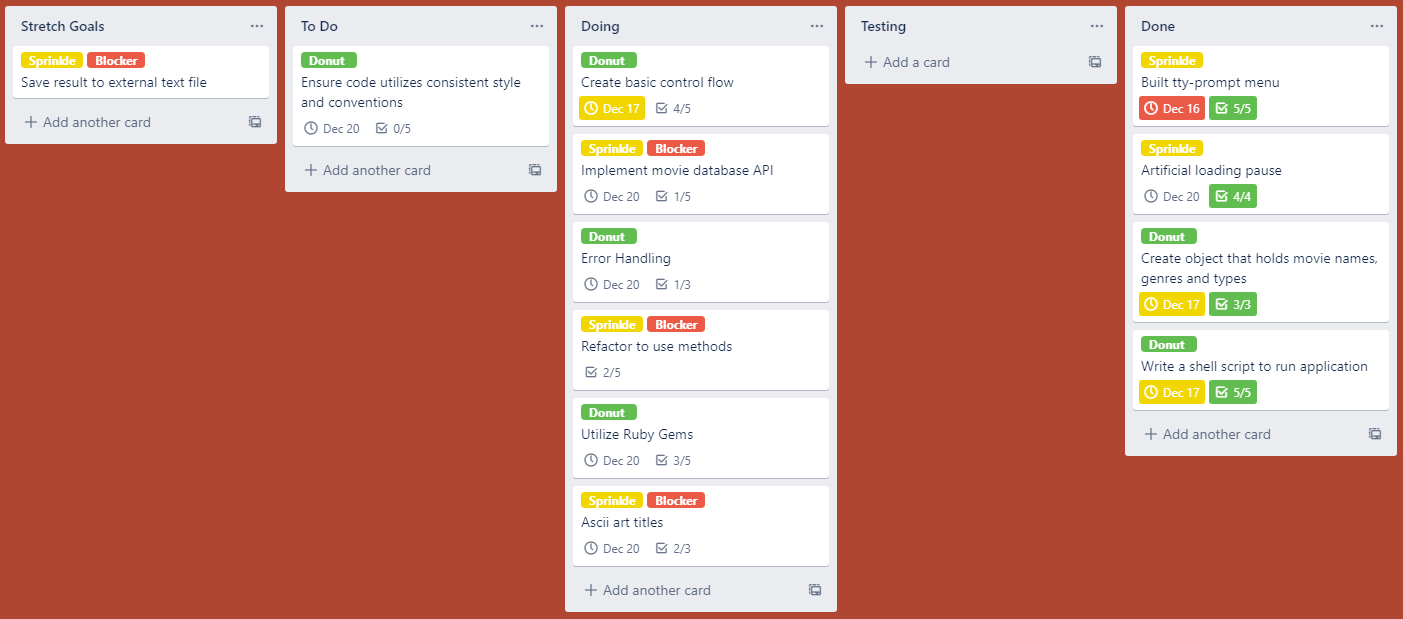 Stretch Goals
Sprinkle Blocker
Save result to external text file
Add another card
To Do
Donut
Ensure code utilizes consistent style
and conventions
Dec 20 0/5
Add another card
Doing
Donut
Create basic control flow
Dec 17 4/5
Sprinkle Blocker
Implement movie database API
Dec 20 1/5
Donut
Error Handling
Dec 20 1/3
Sprinkle Blocker
Refactor to use methods
2/5
Donut
Utilize Ruby Gems
Dec 20 3/5
Sprinkle Blocker
Ascii art titles
Dec 20 2/3
Add another card
Testing
Add a card
Done
Sprinkle
Built tty-prompt menu
Dec 16 5/5
Sprinkle
Artificial loading pause
Dec 20 4/4
Donut
Create object that holds movie names,
genres and types
Dec 17 3/3
Donut
Write a shell script to run application
Dec 17 5/5
Add another card